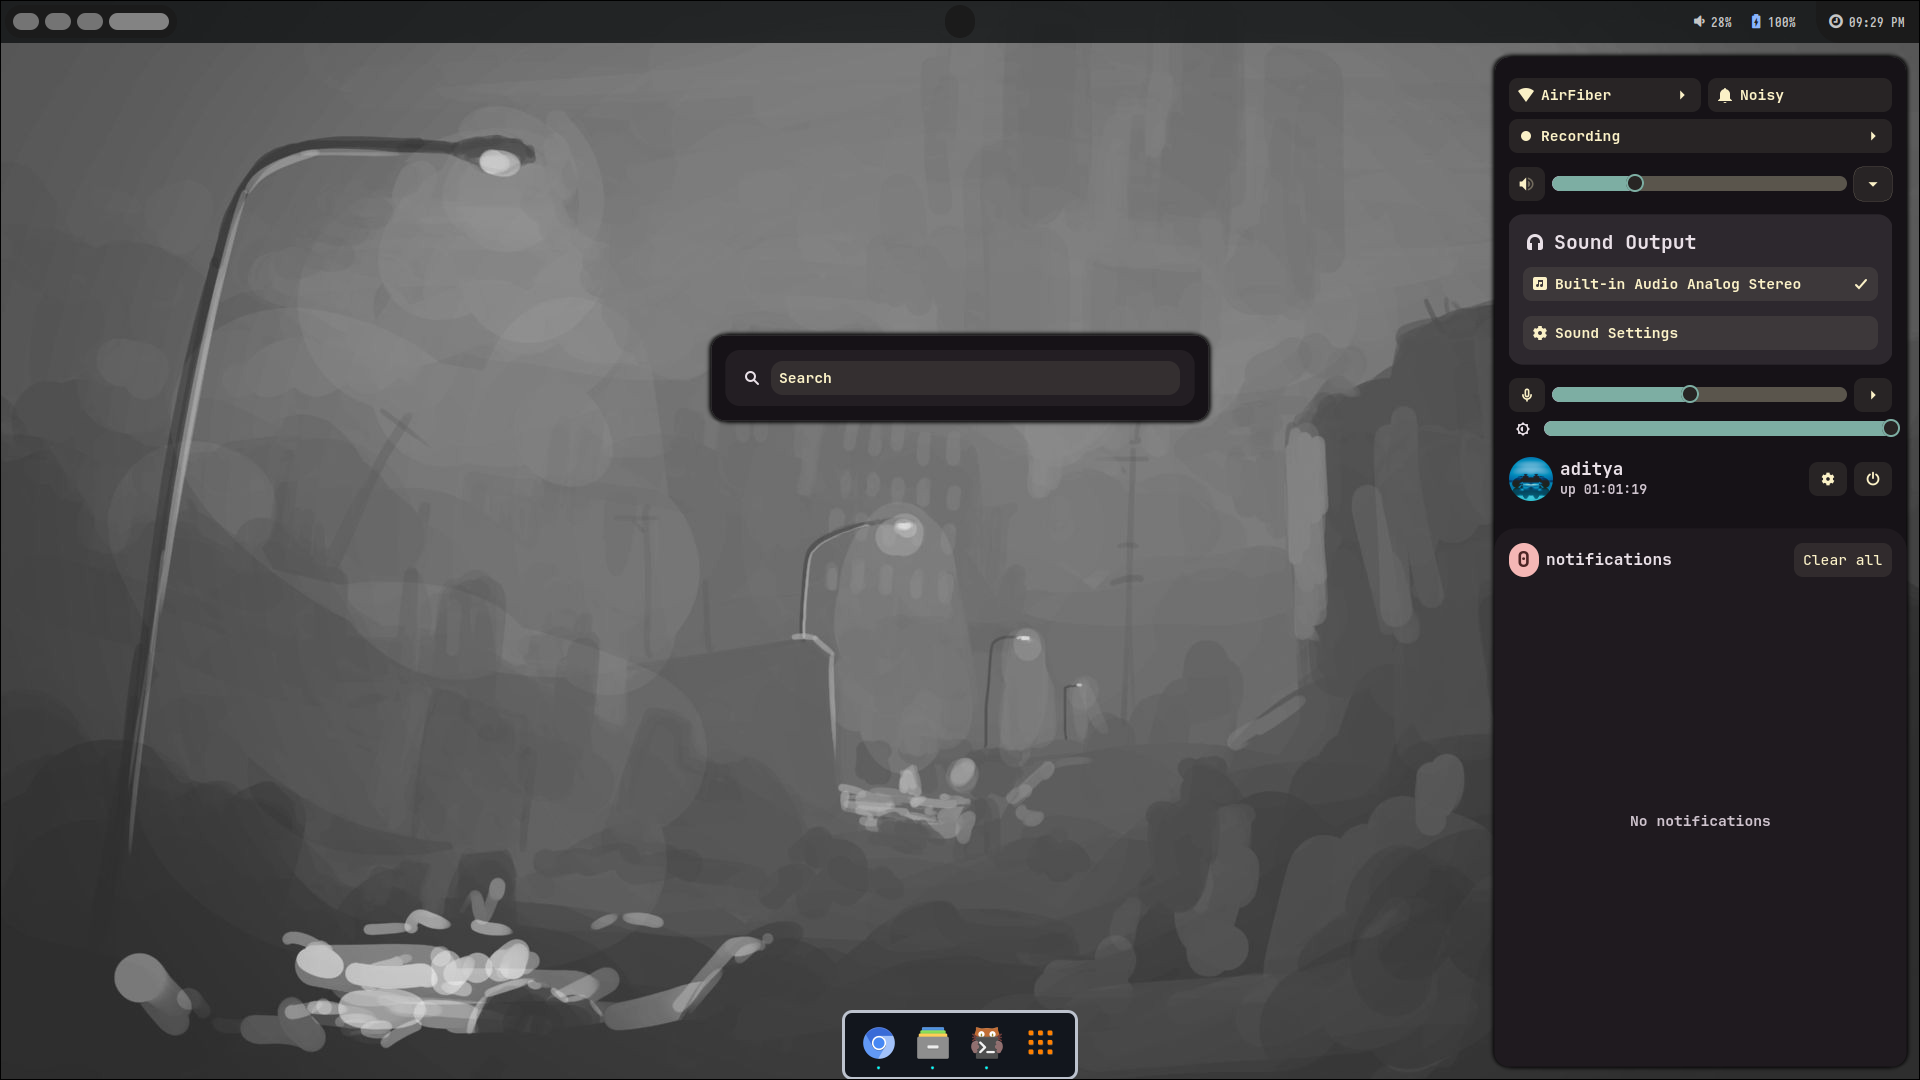 28% 100% 09:29 PM
AirFiber Noisy
Recording
Sound Output
Built-in Audio Analog Stereo
Sound Settings
Search
aditya
up 01:01:19
0 notifications Clear all
No notifications